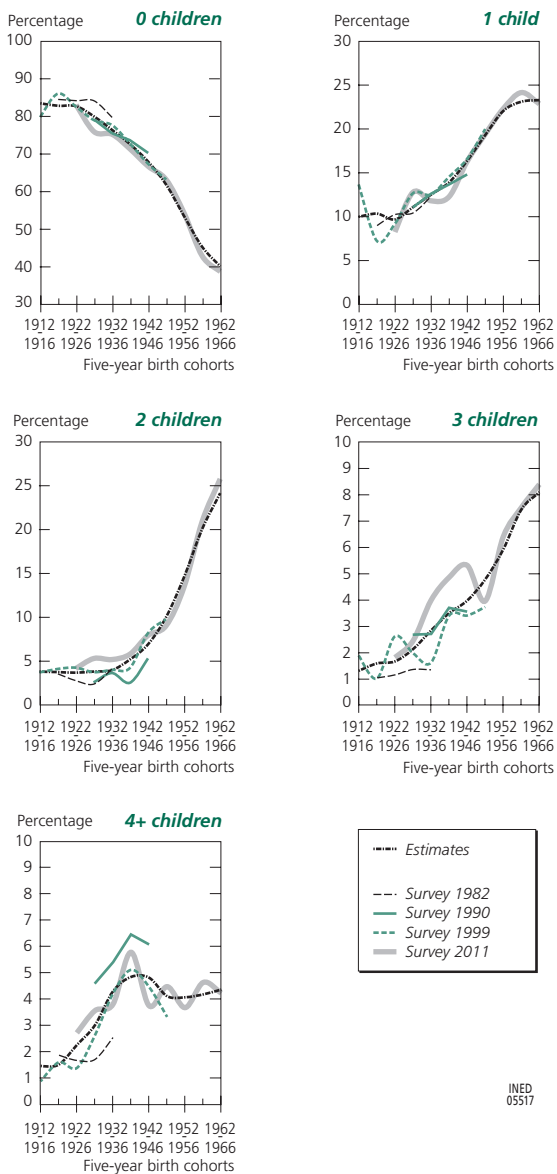 Percentage 0 children
100
90
80
70
60
50
40
30
1912 1922 1932 1942 1952 1962
1916 1926 1936 1946 1956 1966
Five-year birth cohorts
Percentage 1 child
30
25
20
15
10
5
0
1912 1922 1932 1942 1952 1962
1916 1926 1936 1946 1956 1966
Five-year birth cohorts
Percentage 2 children
30
25
20
15
10
5
0
1912 1922 1932 1942 1952 1962
1916 1926 1936 1946 1956 1966
Five-year birth cohorts
Percentage 3 children
10
9
8
7
6
5
4
3
2
1
0
1912 1922 1932 1942 1952 1962
1916 1926 1936 1946 1956 1966
Five-year birth cohorts
Percentage 4+ children
10
9
8
7
6
5
4
3
2
1
0
1912 1922 1932 1942 1952 1962
1916 1926 1936 1946 1956 1966
Five-year birth cohorts
Estimates
Survey 1982
Survey 1990
Survey 1999
Survey 2011
INED
05517